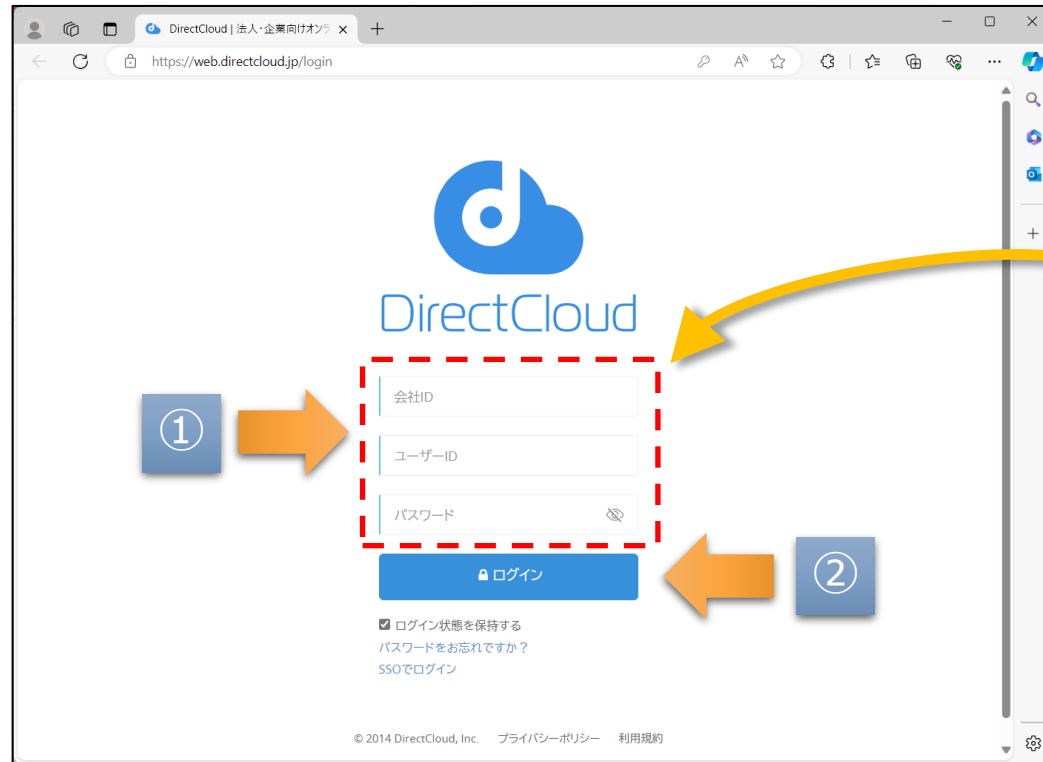 DirectCloud | 法人・企業向けオンラ
https://web.directcloud.jp/login
DirectCloud
会社ID
①
ユーザーID
パスワード
ログイン
②
ログイン状態を保持する
パスワードをお忘れですか？
SSOでログイン
© 2014 DirectCloud, Inc. プライバシーポリシー 利用規約